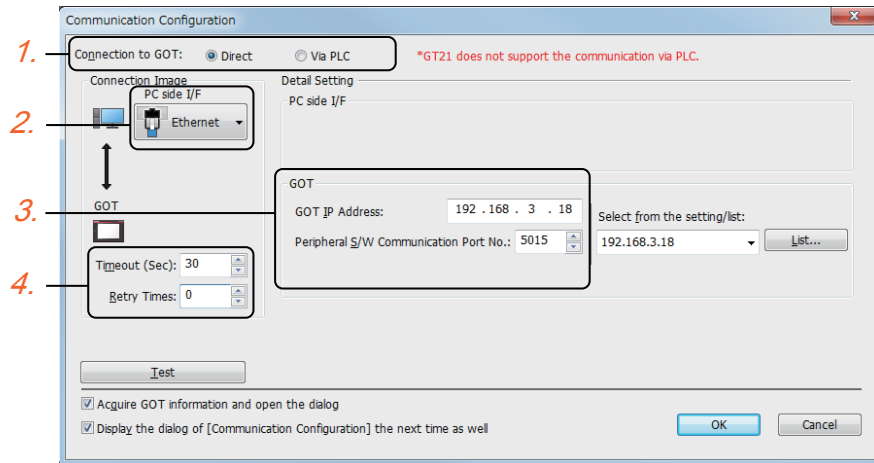 Communication Configuration
1. Connection to GOT: Direct Via PLC *GT21 does not support the communication via PLC.
Connection Image Detail Setting
PC side I/F PC side I/F
2. Ethernet
GOT
3. GOT GOT IP Address: 192 . 168 . 3 . 18 Select from the setting/list:
Peripheral S/W Communication Port No.: 5015 192.168.3.18 List...
Timeout (Sec): 30
4. Retry Times: 0
Test
Acquire GOT information and open the dialog
Display the dialog of [Communication Configuration] the next time as well OK Cancel